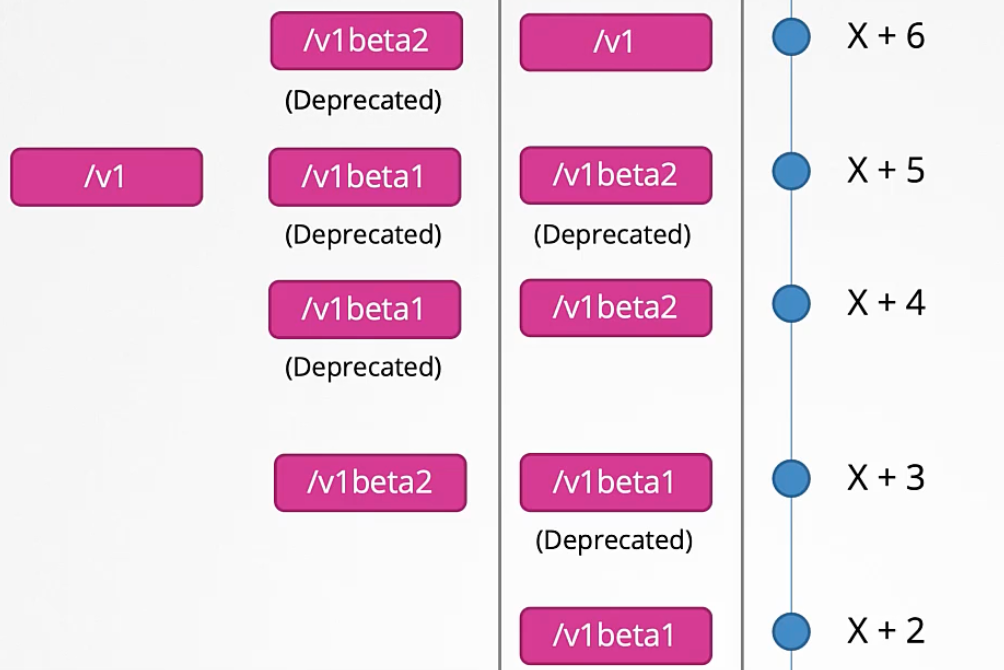 /v1beta2 /v1 X + 6
(Deprecated)
/v1 /v1beta1 /v1beta2 X + 5
(Deprecated) (Deprecated)
/v1beta1 /v1beta2 X + 4
(Deprecated)
/v1beta2 /v1beta1 X + 3
(Deprecated)
/v1beta1 X + 2